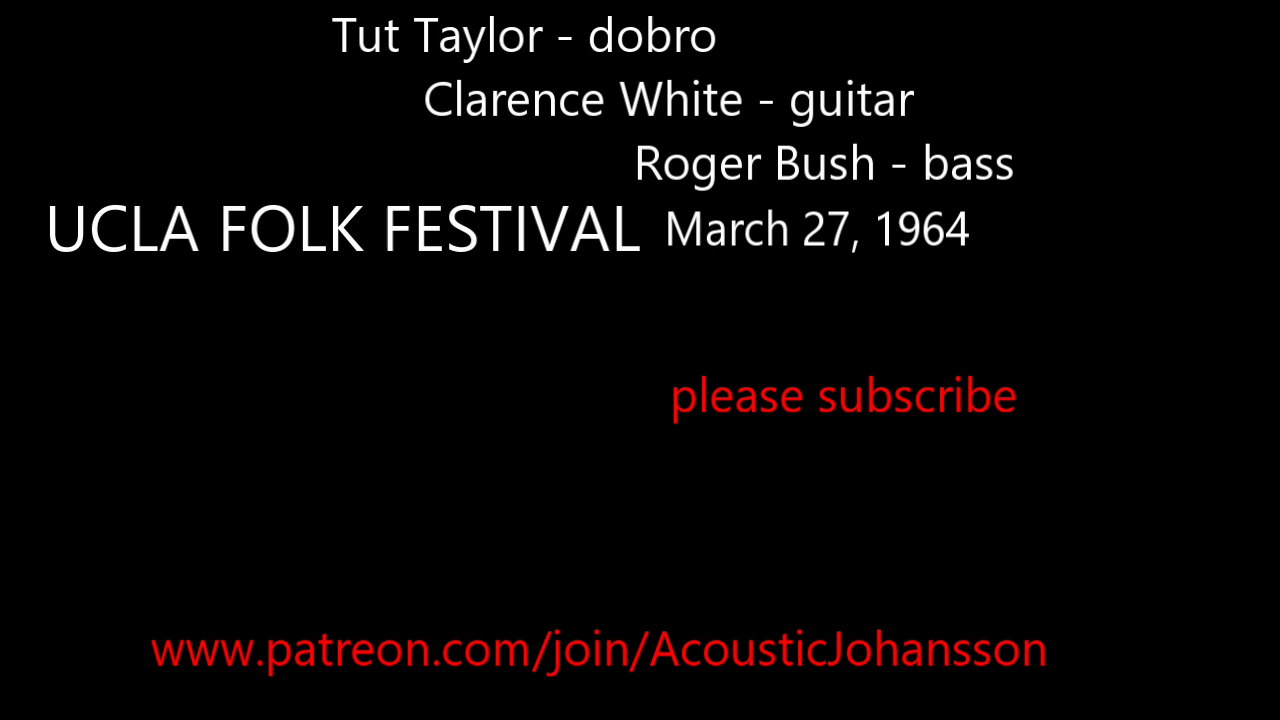 Tut Taylor - dobro
Clarence White - guitar
Roger Bush - bass
UCLA FOLK FESTIVAL March 27, 1964
please subscribe
www.patreon.com/join/AcousticJohansson